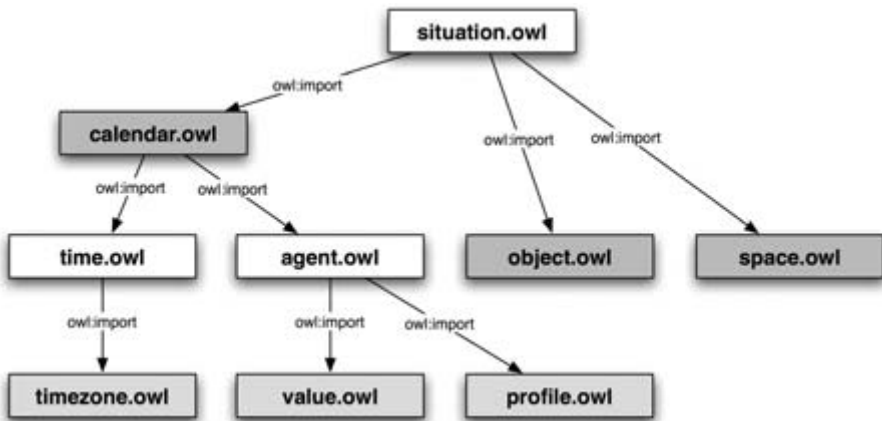 situation.owl
owl:import
calendar.owl
owl:import
owl:import
owl:import
owl:import
time.owl
agent.owl
object.owl
space.owl
owl:import
owl:import
owl:import
timezone.owl
value.owl
profile.owl